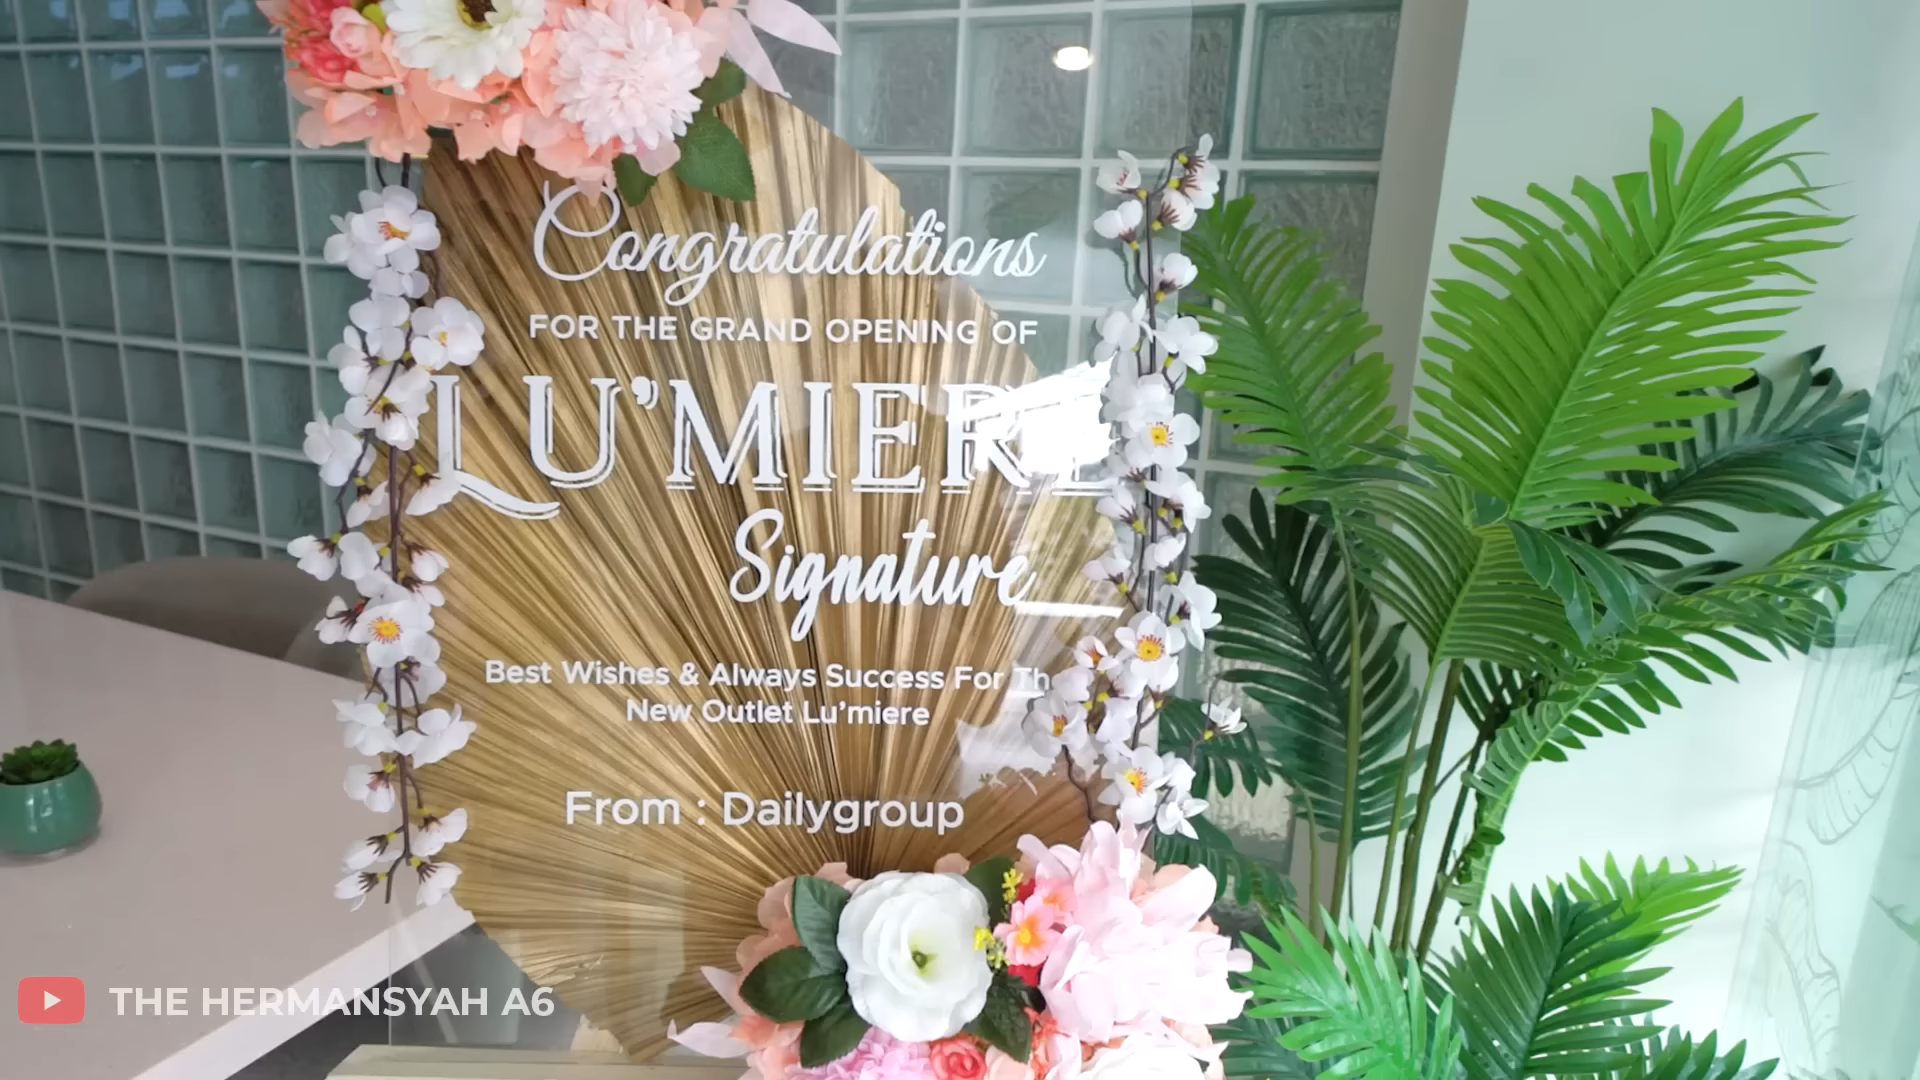 Congratulations
FOR THE GRAND OPENING OF
LU'MIERE
Signature
Best Wishes & Always Success For Th
New Outlet Lu'miere
From : Dailygroup
THE HERMANSYAH A6